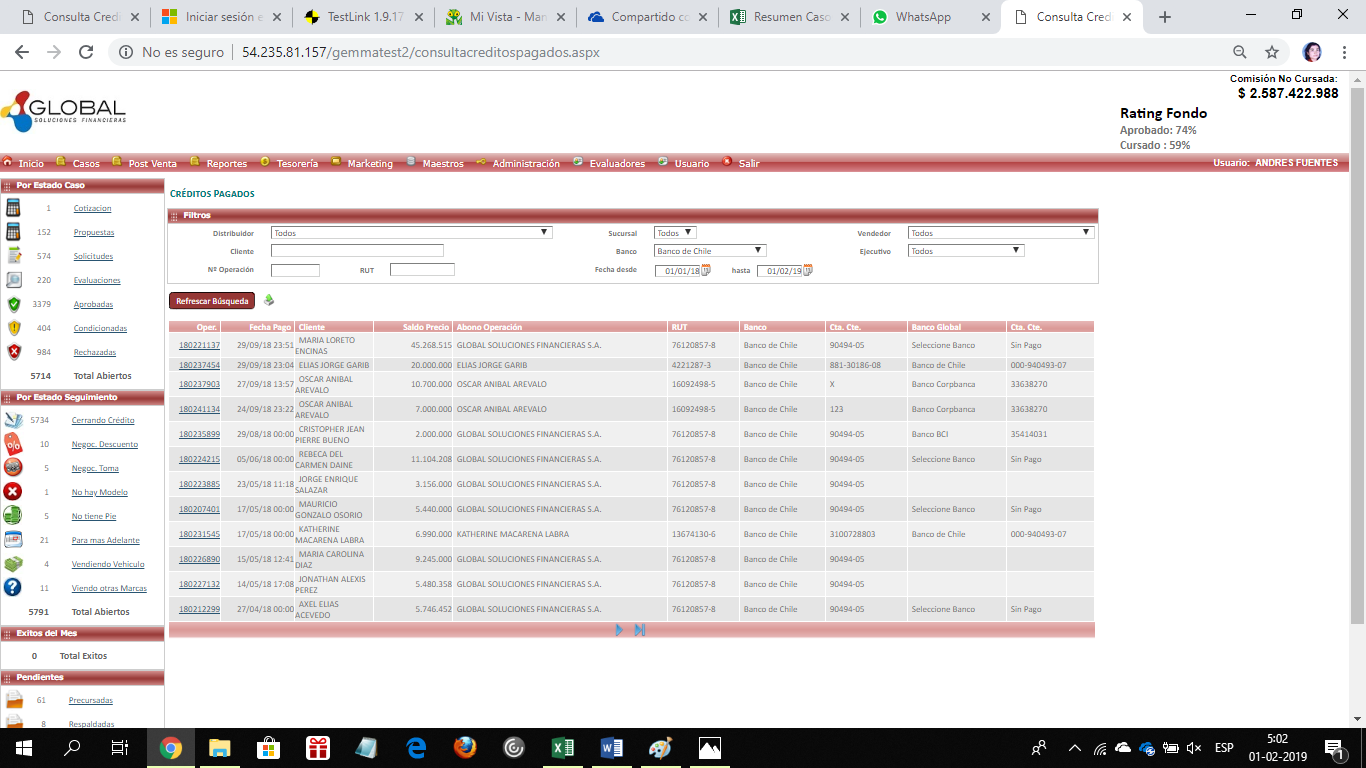 Consulta Credi
Iniciar sesión e
TestLink 1.9.17
Mi Vista - Man
Compartido co
Resumen Caso
WhatsApp
Consulta Credi
No es seguro | 54.235.81.157/gemmatest2/consultacreditospagados.aspx
Comisión No Cursada:
$ 2.587.422.988
GLOBAL
SOLUCIONES FINANCIERAS
Rating Fondo
Aprobado: 74%
Cursado : 59%
Inicio Casos Post Venta Reportes Tesorería Marketing Maestros Administración Evaluadores Usuario Salir Usuario: ANDRES FUENTES
Por Estado Caso
1 Cotizacion
152 Propuestas
574 Solicitudes
220 Evaluaciones
3379 Aprobadas
404 Condicionadas
984 Rechazadas
5714 Total Abiertos
Por Estado Seguimiento
5734 Cerrando Crédito
10 Negoc. Descuento
5 Negoc. Toma
1 No hay Modelo
5 No tiene Pie
21 Para mas Adelante
4 Vendiendo Vehiculo
11 Viendo otras Marcas
5791 Total Abiertos
Exitos del Mes
0 Total Exitos
Pendientes
61 Precursadas
8 Respaldadas
CRÉDITOS PAGADOS
Filtros
Distribuidor Todos Sucursal Todos Vendedor Todos
Cliente Banco Banco de Chile Ejecutivo Todos
Nº Operación RUT Fecha desde 01/01/18 hasta 01/02/19
Refrescar Búsqueda
Oper. Fecha Pago Cliente Saldo Precio Abono Operación RUT Banco Cta. Cte. Banco Global Cta. Cte.
180221137 29/09/18 23:51 MARIA LORETO ENCINAS 45.268.515 GLOBAL SOLUCIONES FINANCIERAS S.A. 76120857-8 Banco de Chile 90494-05 Seleccione Banco Sin Pago
180237454 29/09/18 23:04 ELIAS JORGE GARIB 20.000.000 ELIAS JORGE GARIB 4221287-3 Banco de Chile 881-30186-08 Banco de Chile 000-940493-07
180237903 27/09/18 13:57 OSCAR ANIBAL AREVALO 10.700.000 OSCAR ANIBAL AREVALO 16092498-5 Banco de Chile X Banco Corpbanca 33638270
180241134 24/09/18 23:22 OSCAR ANIBAL AREVALO 7.000.000 OSCAR ANIBAL AREVALO 16092498-5 Banco de Chile 123 Banco Corpbanca 33638270
180235899 29/08/18 00:00 CRISTOPHER JEAN PIERRE BUENO 2.000.000 GLOBAL SOLUCIONES FINANCIERAS S.A. 76120857-8 Banco de Chile 90494-05 Banco BCI 35414031
180224215 05/06/18 00:00 REBECA DEL CARMEN DAINE 11.104.208 GLOBAL SOLUCIONES FINANCIERAS S.A. 76120857-8 Banco de Chile 90494-05 Seleccione Banco Sin Pago
180223885 23/05/18 11:18 JORGE ENRIQUE SALAZAR 3.156.000 GLOBAL SOLUCIONES FINANCIERAS S.A. 76120857-8 Banco de Chile 90494-05
180207401 17/05/18 00:00 MAURICIO GONZALO OSORIO 5.440.000 GLOBAL SOLUCIONES FINANCIERAS S.A. 76120857-8 Banco de Chile 90494-05 Seleccione Banco Sin Pago
180231545 17/05/18 00:00 KATHERINE MACARENA LABRA 6.990.000 KATHERINE MACARENA LABRA 13674130-6 Banco de Chile 3100728803 Banco de Chile 000-940493-07
180226890 15/05/18 12:41 MARIA CAROLINA DIAZ 9.245.000 GLOBAL SOLUCIONES FINANCIERAS S.A. 76120857-8 Banco de Chile 90494-05
180227132 14/05/18 17:08 JONATHAN ALEXIS PEREZ 5.480.358 GLOBAL SOLUCIONES FINANCIERAS S.A. 76120857-8 Banco de Chile 90494-05
180212299 27/04/18 00:00 AXEL ELIAS ACEVEDO 5.746.452 GLOBAL SOLUCIONES FINANCIERAS S.A. 76120857-8 Banco de Chile 90494-05 Seleccione Banco Sin Pago
ESP
5:02
01-02-2019
1